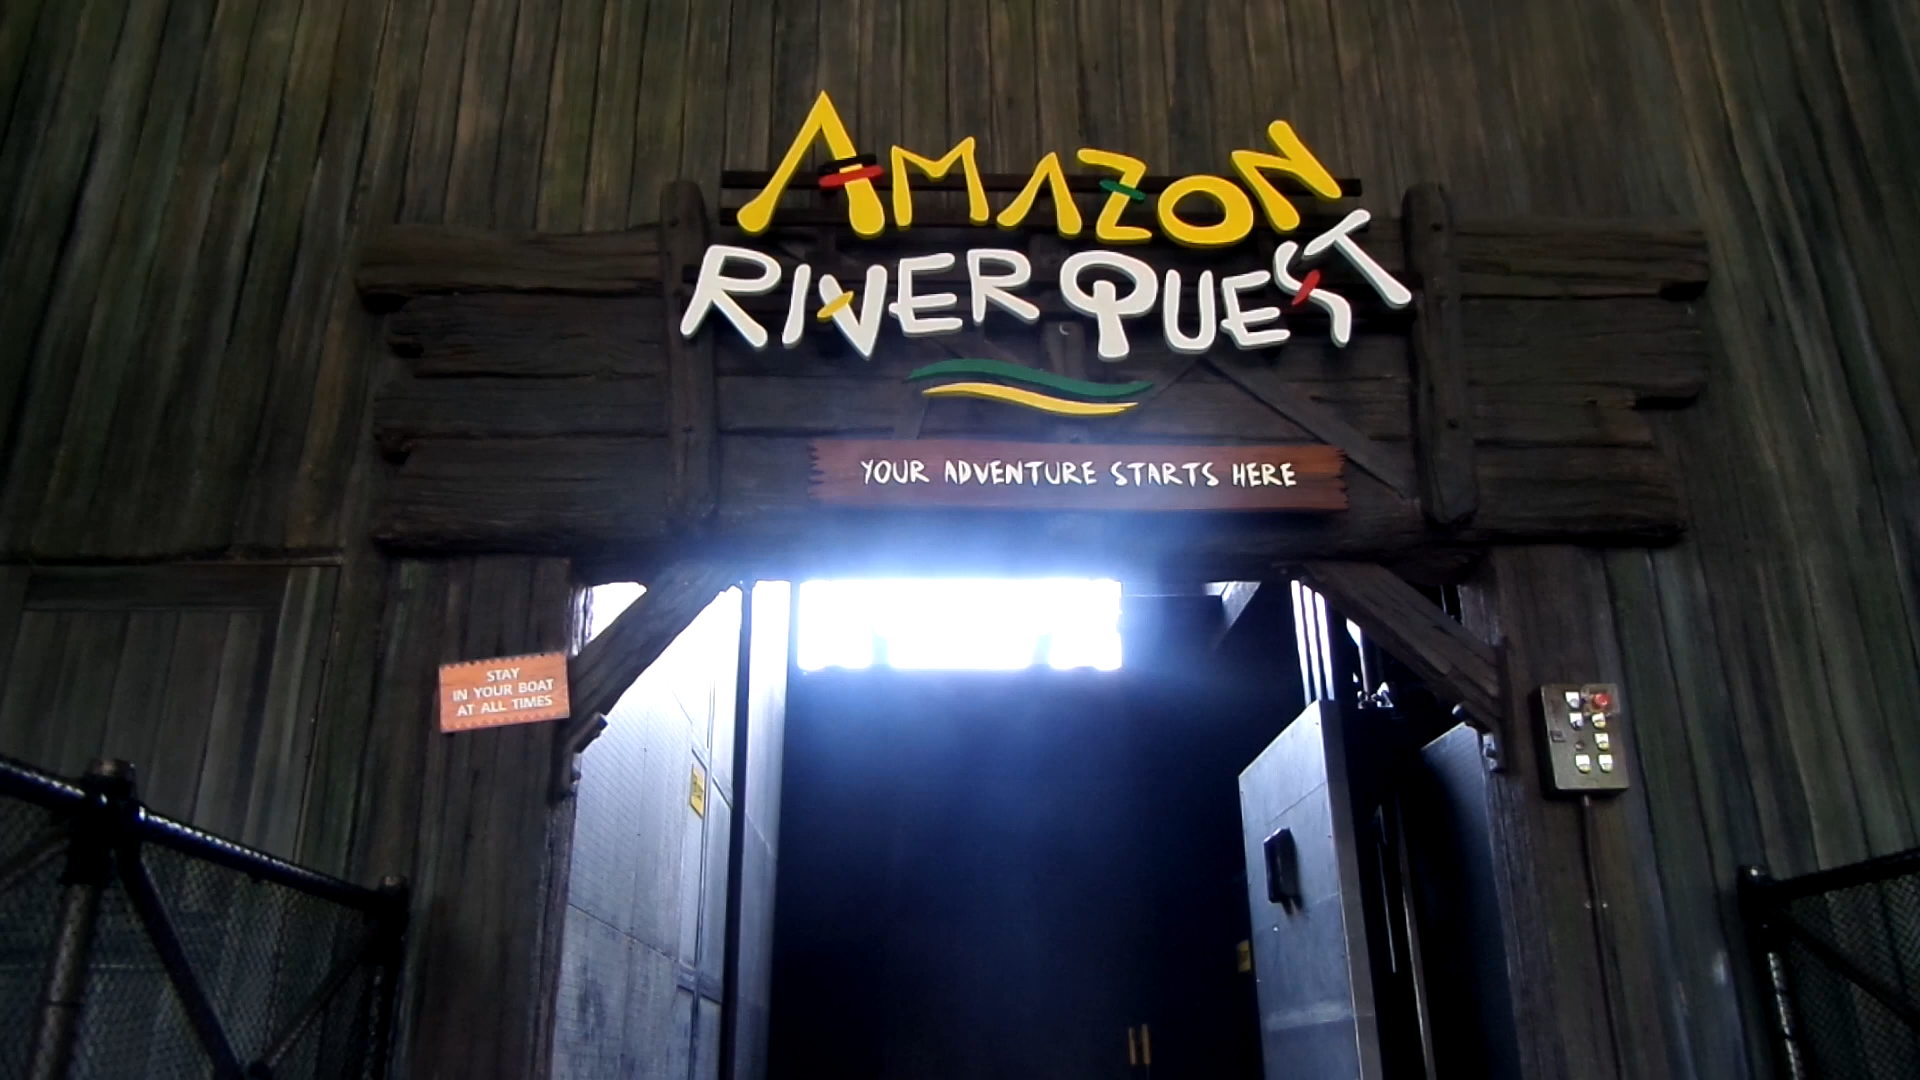 AMAZON
RIVER QUEST
YOUR ADVENTURE STARTS HERE
STAY
IN YOUR BOAT
AT ALL TIMES